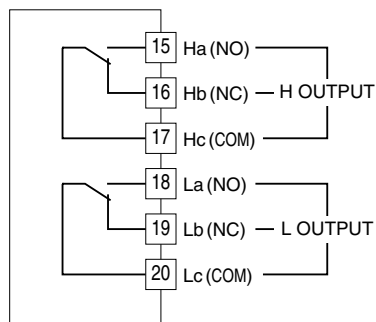 15 Ha (NO)
16 Hb (NC) H OUTPUT
17 Hc (COM)
18 La (NO)
19 Lb (NC) L OUTPUT
20 Lc (COM)